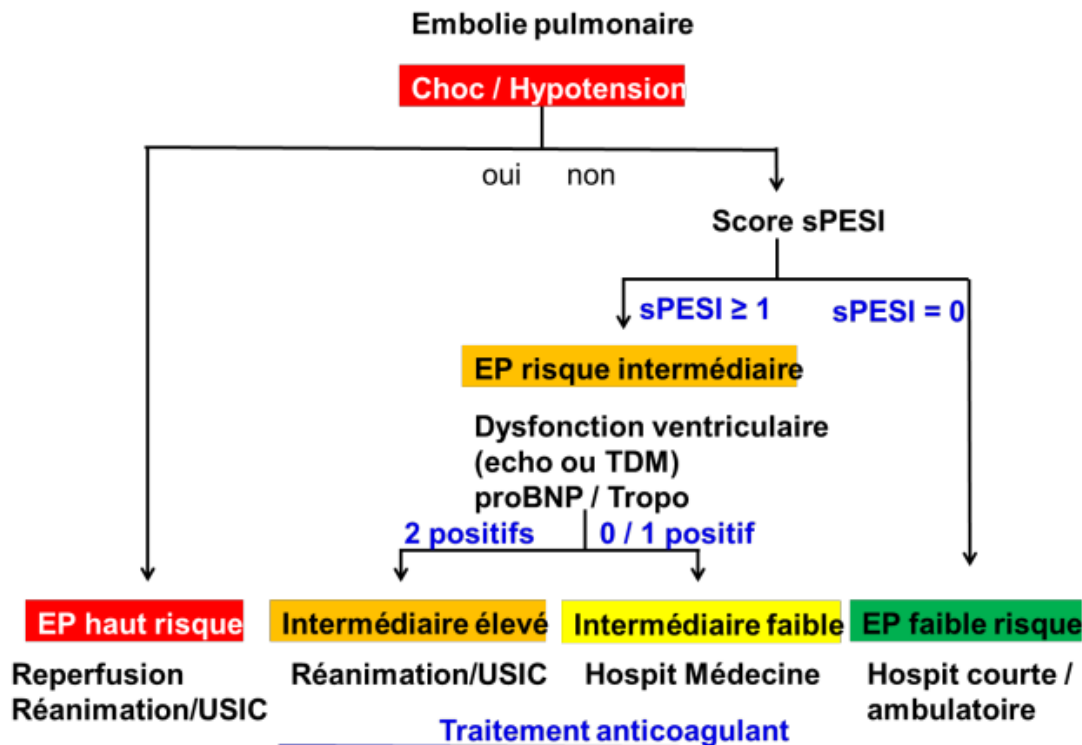 Embolie pulmonaire
Choc / Hypotension
oui non
Score sPESI
sPESI ≥ 1 sPESI = 0
EP risque intermédiaire
Dysfonction ventriculaire
(echo ou TDM)
proBNP / Tropo
2 positifs 0 / 1 positif
EP haut risque
Intermédiaire élevé
Intermédiaire faible
EP faible risque
Reperfusion
Réanimation/USIC
Réanimation/USIC
Hospit Médecine
Hospit courte /
ambulatoire
Traitement anticoagulant